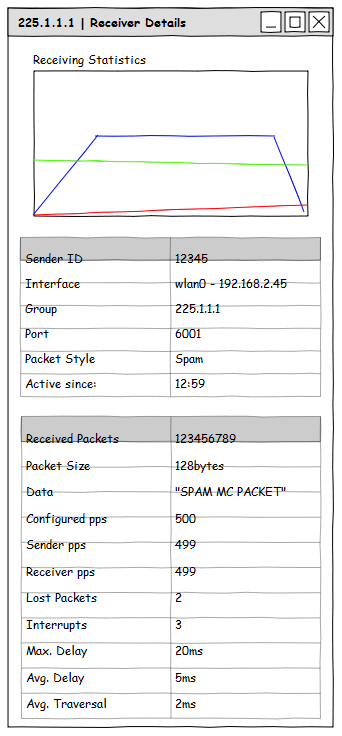 225.1.1.1 | Receiver Details
Receiving Statistics
Sender ID 12345
Interface wlan0 - 192.168.2.45
Group 225.1.1.1
Port 6001
Packet Style Spam
Active since: 12:59
Received Packets 123456789
Packet Size 128bytes
Data "SPAM MC PACKET"
Configured pps 500
Sender pps 499
Receiver pps 499
Lost Packets 2
Interrupts 3
Max. Delay 20ms
Avg. Delay 5ms
Avg. Traversal 2ms